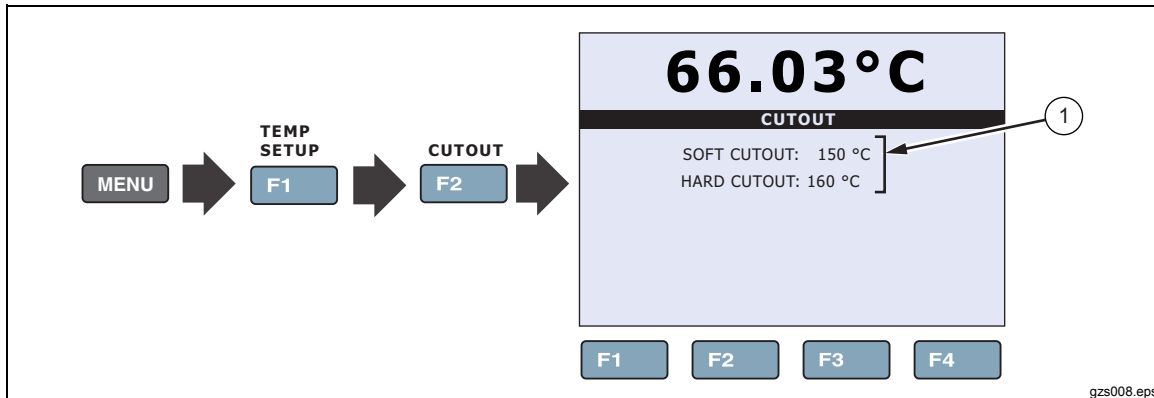 66.03°C
CUTOUT
1
TEMP
SETUP
CUTOUT
SOFT CUTOUT: 150 °C
HARD CUTOUT: 160 °C
MENU
F1
F2
F1
F2
F3
F4
gzs008.eps